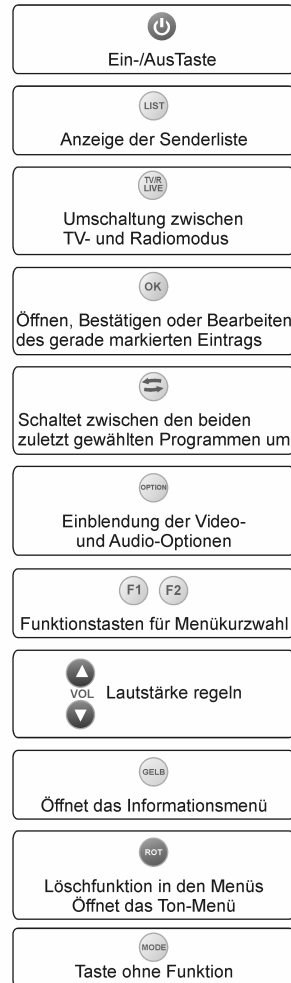 Ein-/AusTaste
LIST
Anzeige der Senderliste
TV/R
LIVE
Umschaltung zwischen
TV- und Radiomodus
OK
Öffnen, Bestätigen oder Bearbeiten
des gerade markierten Eintrags
Schaltet zwischen den beiden
zuletzt gewählten Programmen um
OPTION
Einblendung der Video-
und Audio-Optionen
F1 F2
Funktionstasten für Menükurzwahl
VOL Lautstärke regeln
GELB
Öffnet das Informationsmenü
ROT
Löschfunktion in den Menüs
Öffnet das Ton-Menü
MODE
Taste ohne Funktion